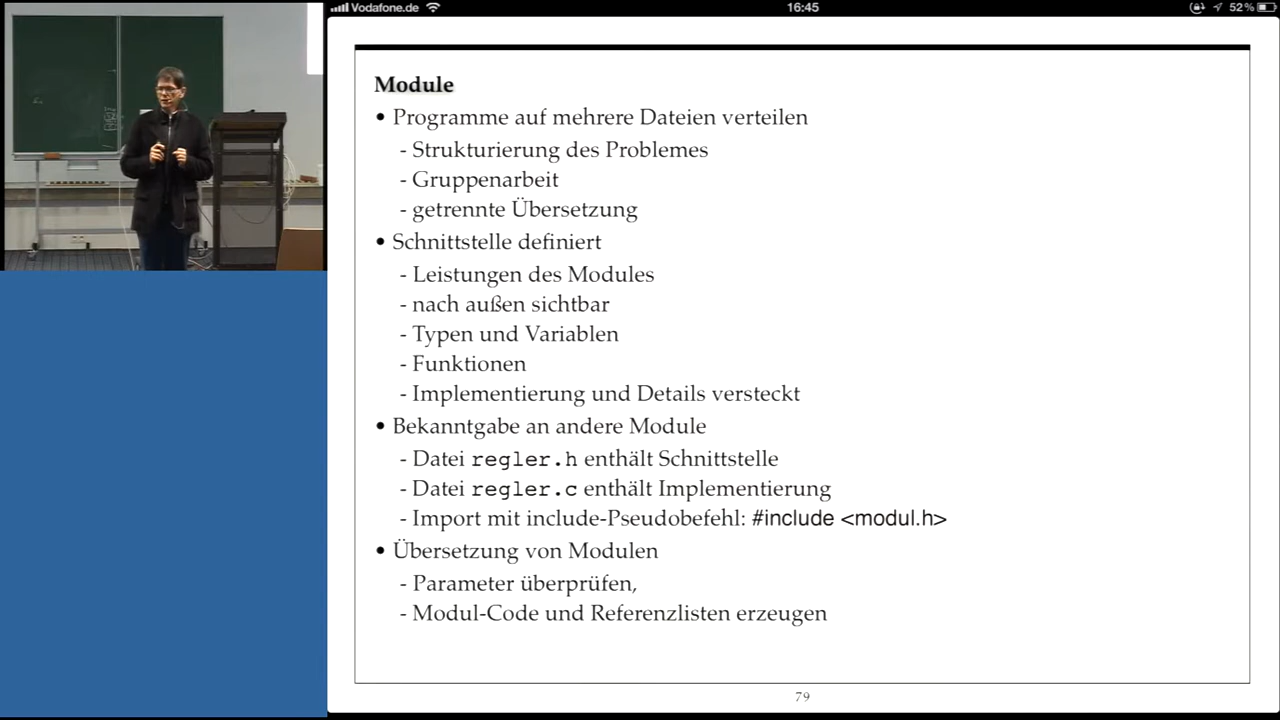 Vodafone.de
16:45
52%
Module
• Programme auf mehrere Dateien verteilen
- Strukturierung des Problemes
- Gruppenarbeit
- getrennte Übersetzung
• Schnittstelle definiert
- Leistungen des Modules
- nach außen sichtbar
- Typen und Variablen
- Funktionen
- Implementierung und Details versteckt
• Bekanntgabe an andere Module
- Datei regler.h enthält Schnittstelle
- Datei regler.c enthält Implementierung
- Import mit include-Pseudobefehl: #include <modul.h>
• Übersetzung von Modulen
- Parameter überprüfen,
- Modul-Code und Referenzlisten erzeugen
79